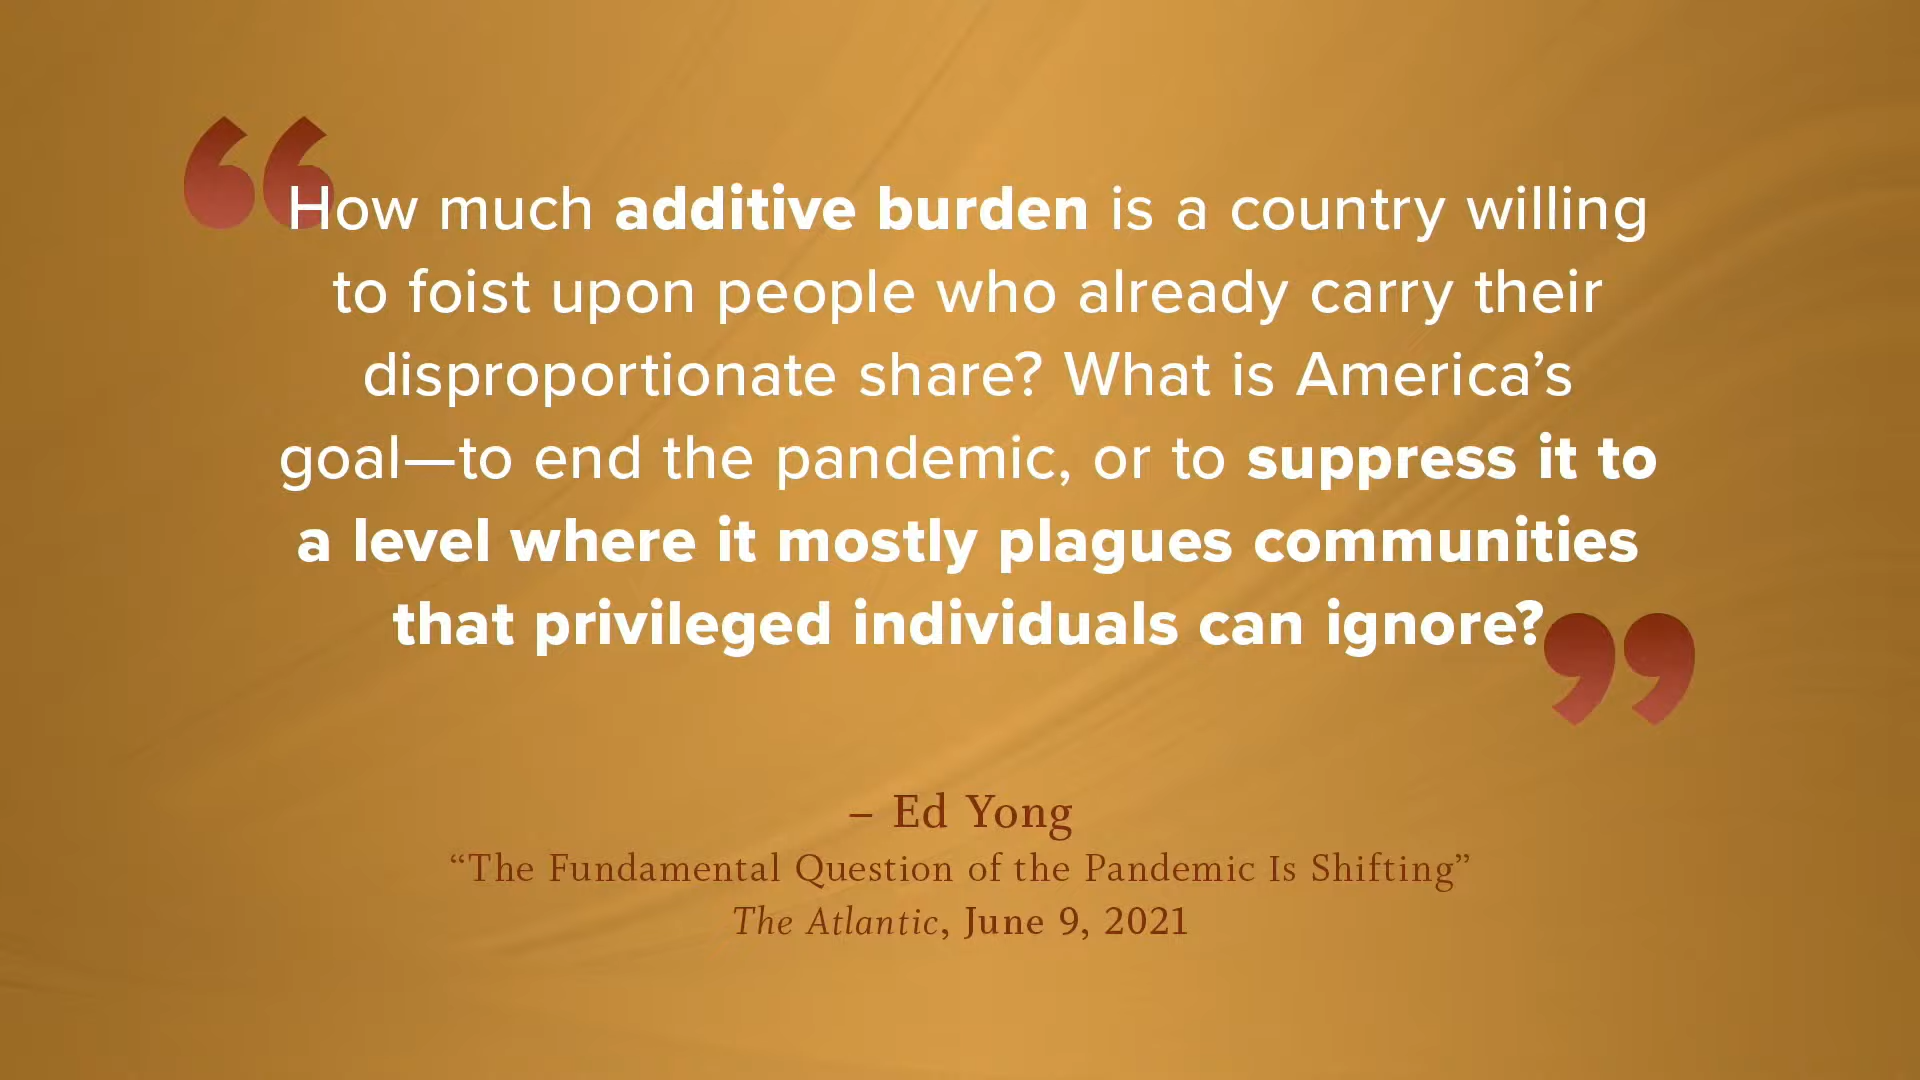 “How much additive burden is a country willing
to foist upon people who already carry their
disproportionate share? What is America’s
goal—to end the pandemic, or to suppress it to
a level where it mostly plagues communities
that privileged individuals can ignore?”
– Ed Yong
“The Fundamental Question of the Pandemic Is Shifting”
The Atlantic, June 9, 2021